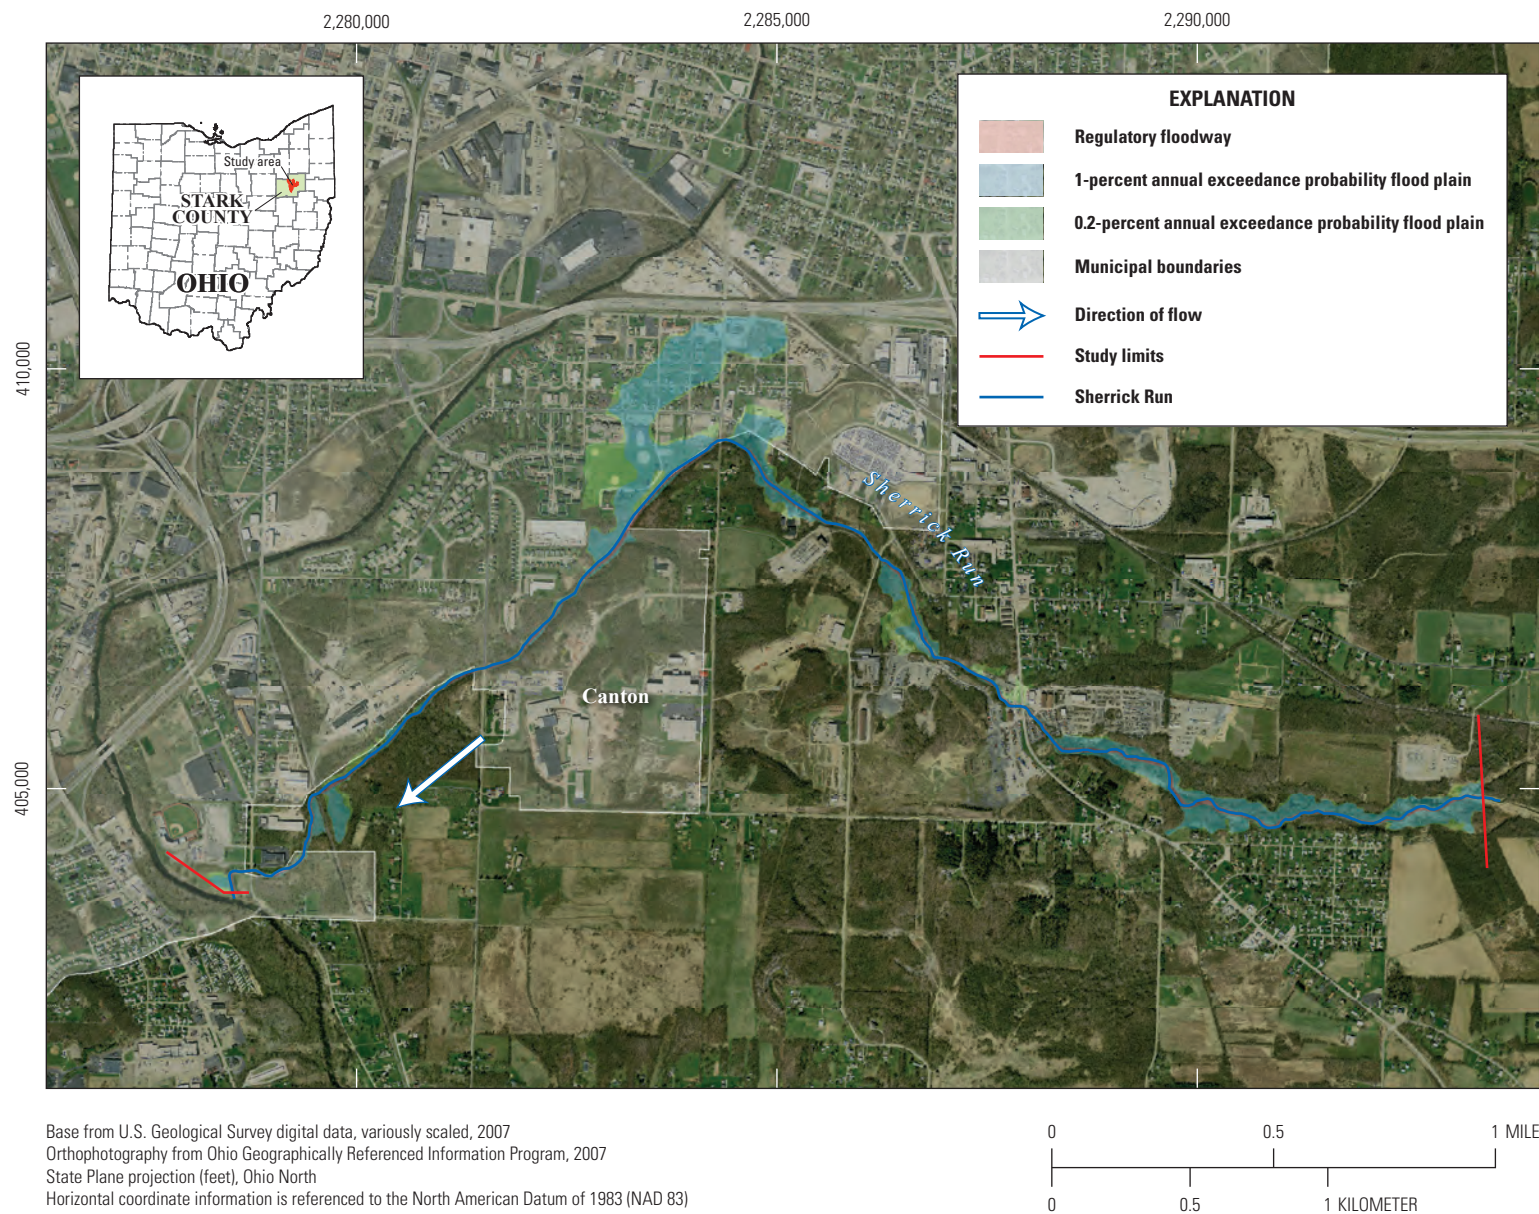 2,280,000
2,285,000
2,290,000
410,000
405,000
Study area
STARK
COUNTY
OHIO
EXPLANATION
Regulatory floodway
1-percent annual exceedance probability flood plain
0.2-percent annual exceedance probability flood plain
Municipal boundaries
Direction of flow
Study limits
Sherrick Run
Sherrick Run
Canton
Base from U.S. Geological Survey digital data, variously scaled, 2007
Orthophotography from Ohio Geographically Referenced Information Program, 2007
State Plane projection (feet), Ohio North
Horizontal coordinate information is referenced to the North American Datum of 1983 (NAD 83)
0 0.5 1 MILE
0 0.5 1 KILOMETER